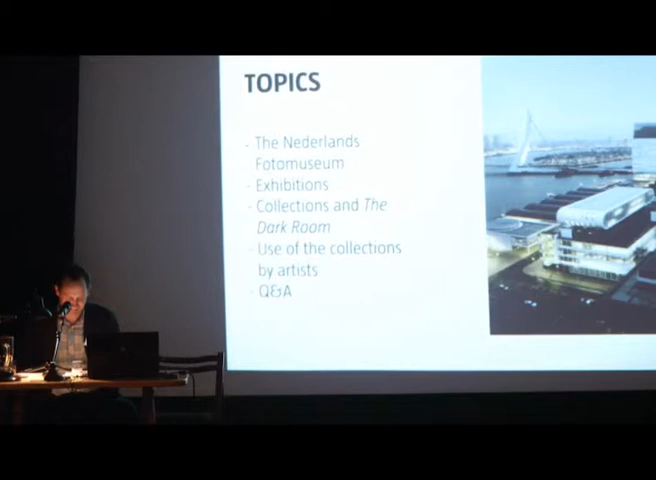 TOPICS
- The Nederlands
Fotomuseum
- Exhibitions
- Collections and The
Dark Room
- Use of the collections
by artists
- Q&A